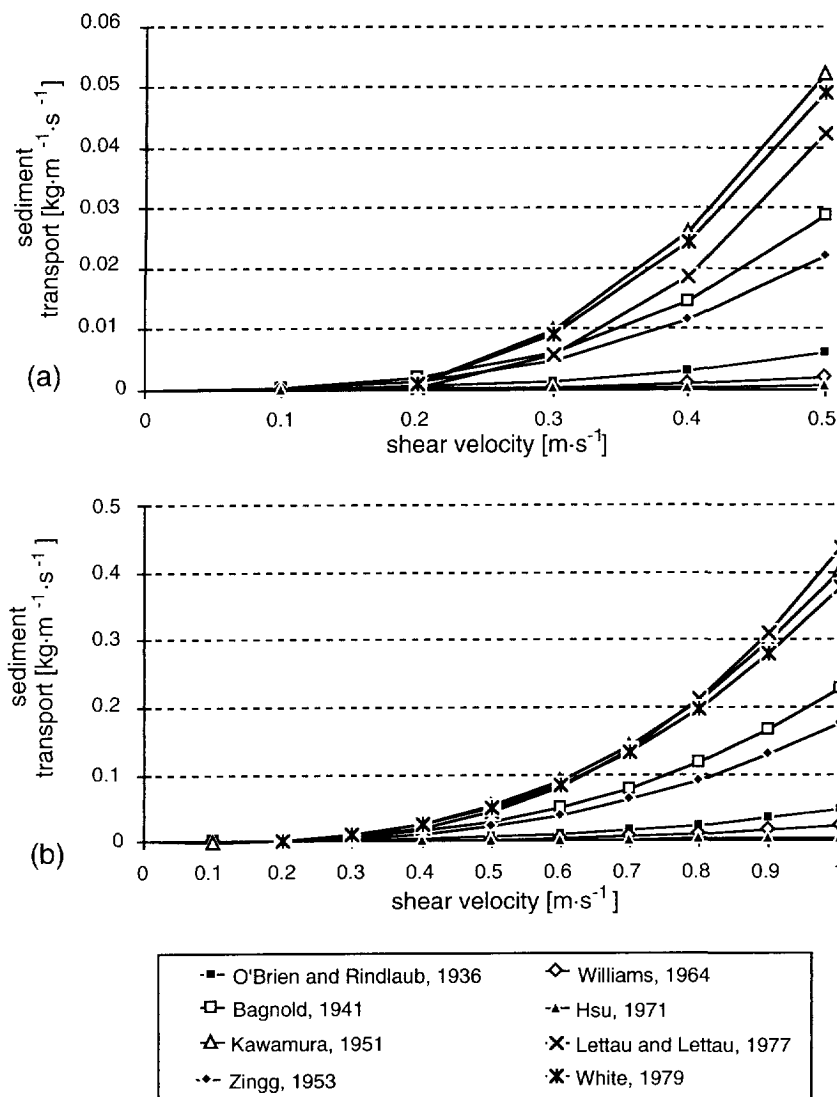 0.06
0.05
0.04
0.03
0.02
0.01
0
sediment
transport [kg·m⁻¹·s⁻¹]
(a)
0 0.1 0.2 0.3 0.4 0.5
shear velocity [m·s⁻¹]
0.5
0.4
0.3
0.2
0.1
0
sediment
transport [kg·m⁻¹·s⁻¹]
(b)
0 0.1 0.2 0.3 0.4 0.5 0.6 0.7 0.8 0.9 1
shear velocity [m·s⁻¹]
O'Brien and Rindlaub, 1936
Williams, 1964
Bagnold, 1941
Hsu, 1971
Kawamura, 1951
Lettau and Lettau, 1977
Zingg, 1953
White, 1979